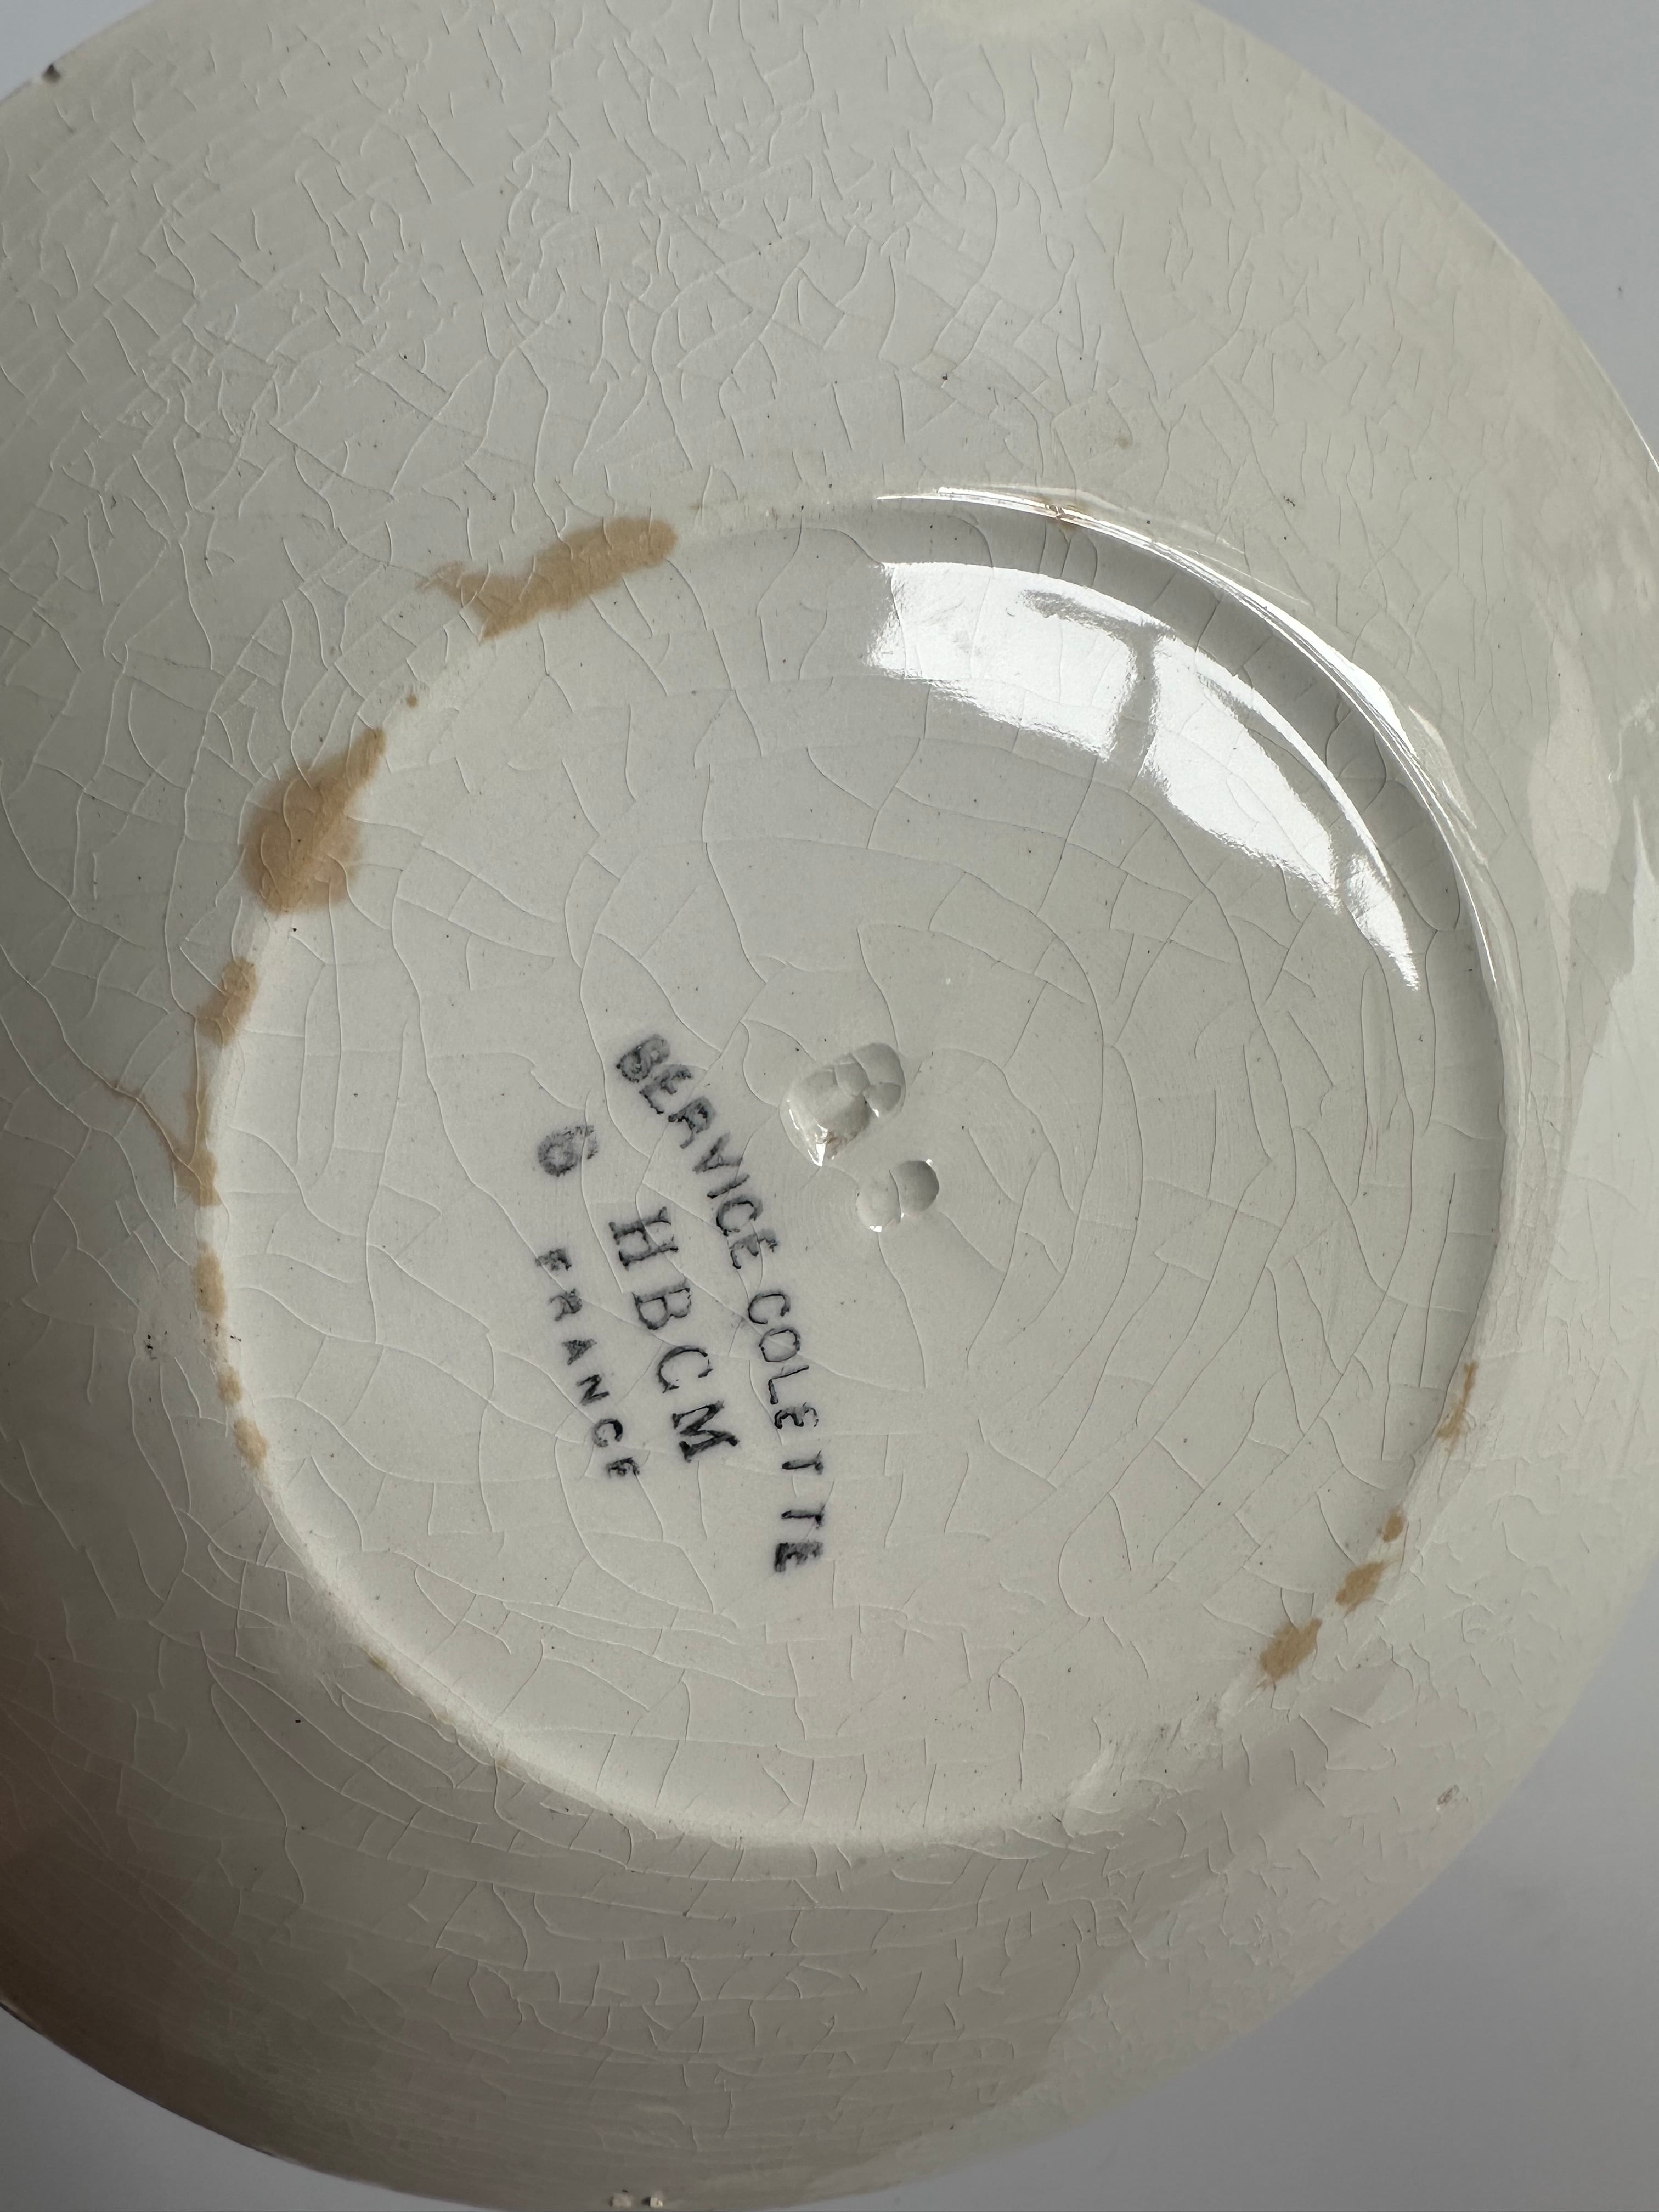 SERVICE COLETTE
HBCM
6 FRANCE